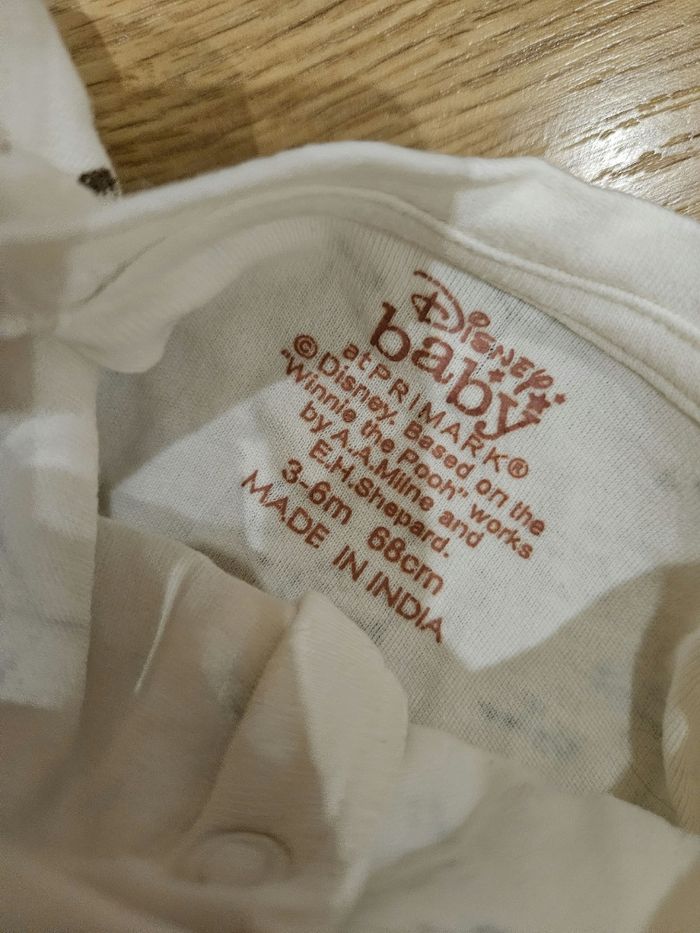 Disney
baby
at PRIMARK®
©Disney. Based on the
"Winnie the Pooh" works
by A.A.Milne and
E.H.Shepard.
3-6m 68cm
MADE IN INDIA